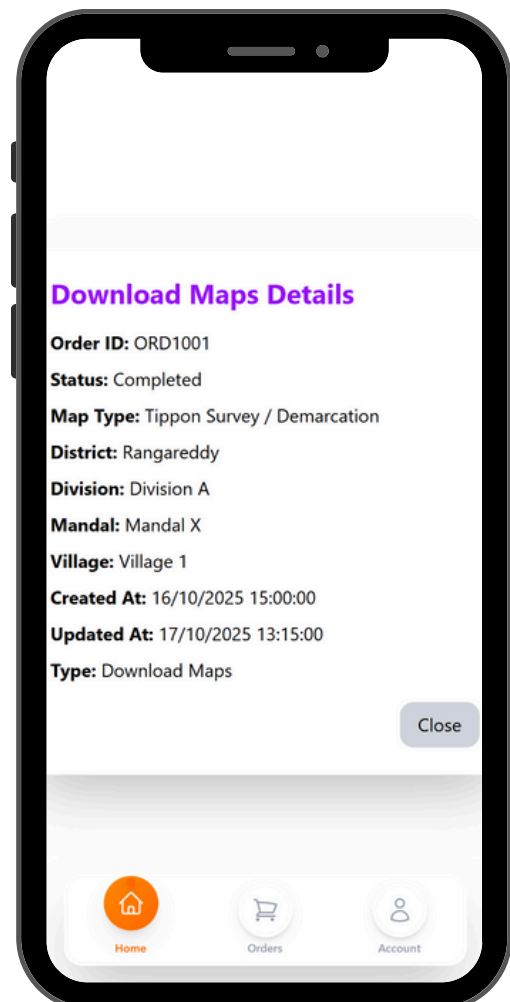 Download Maps Details
Order ID: ORD1001
Status: Completed
Map Type: Tippon Survey / Demarcation
District: Rangareddy
Division: Division A
Mandal: Mandal X
Village: Village 1
Created At: 16/10/2025 15:00:00
Updated At: 17/10/2025 13:15:00
Type: Download Maps
Close
Home Orders Account